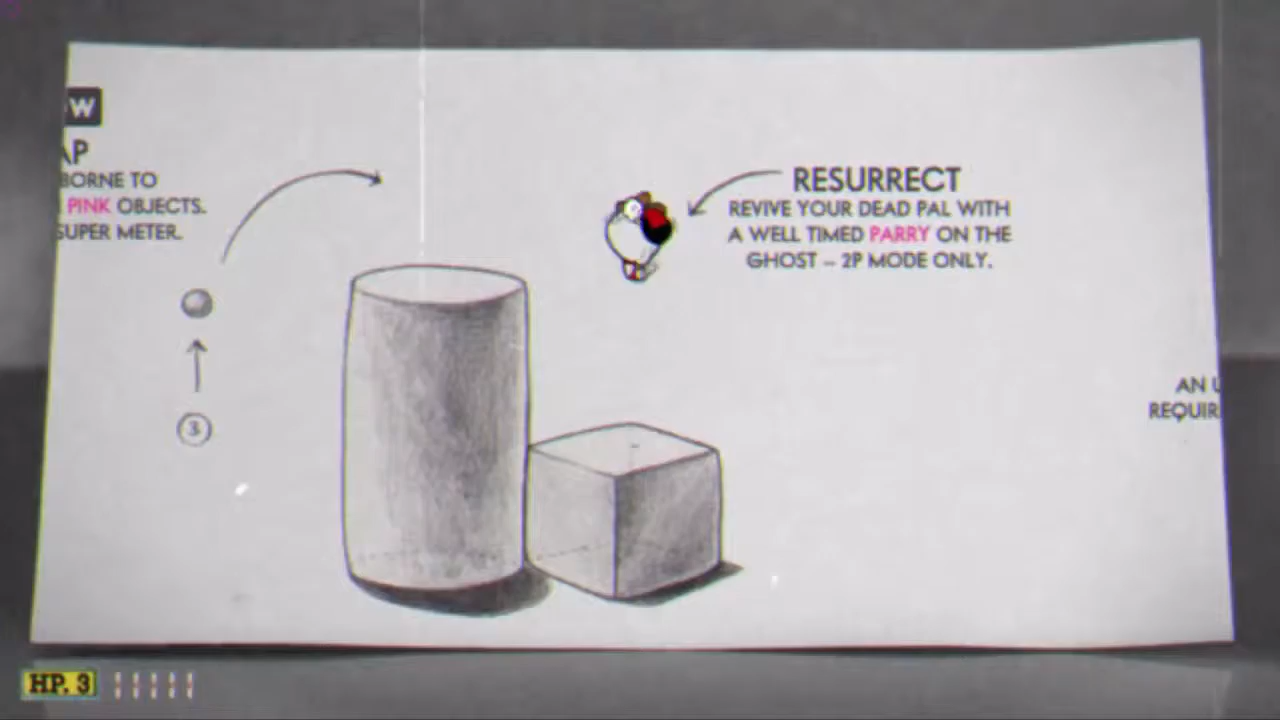 W
AP
BORNE TO
PINK OBJECTS.
SUPER METER.
3
RESURRECT
REVIVE YOUR DEAD PAL WITH
A WELL TIMED PARRY ON THE
GHOST -- 2P MODE ONLY.
AN U
REQUIR
HP. 3